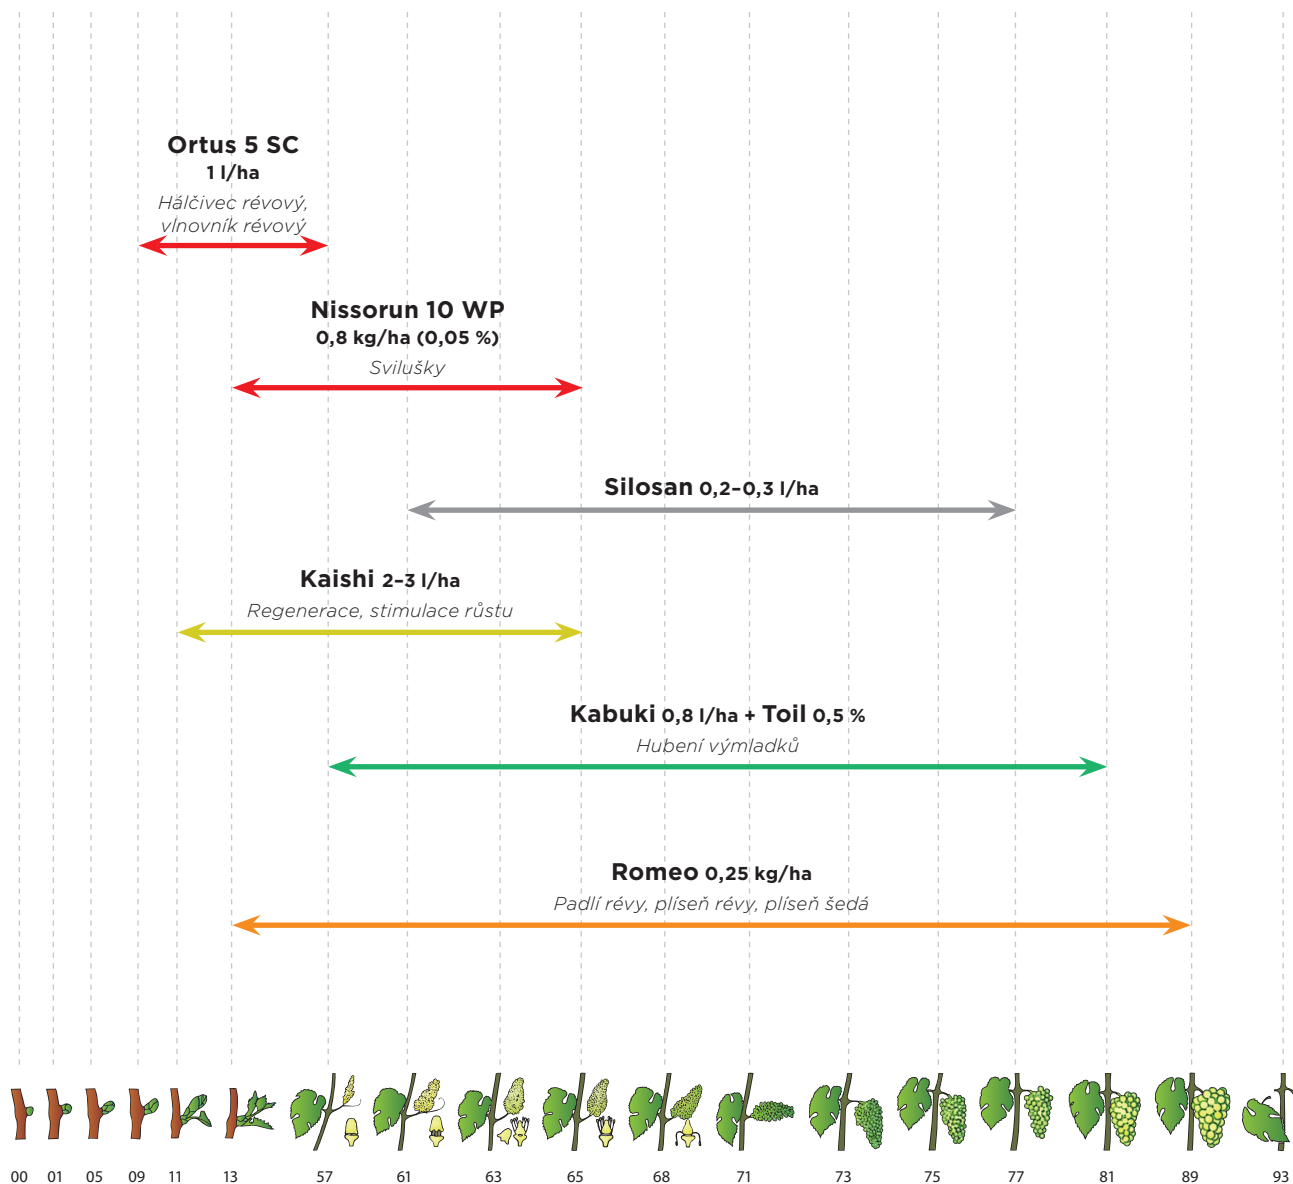 Ortus 5 SC
1 l/ha
Hálčivec révový,
vlnovník révový
Nissorun 10 WP
0,8 kg/ha (0,05 %)
Svilušky
Silosan 0,2–0,3 l/ha
Kaishi 2–3 l/ha
Regenerace, stimulace růstu
Kabuki 0,8 l/ha + Toil 0,5 %
Hubení výmladků
Romeo 0,25 kg/ha
Padlí révy, plíseň révy, plíseň šedá
00 01 05 09 11 13 57 61 63 65 68 71 73 75 77 81 89 93